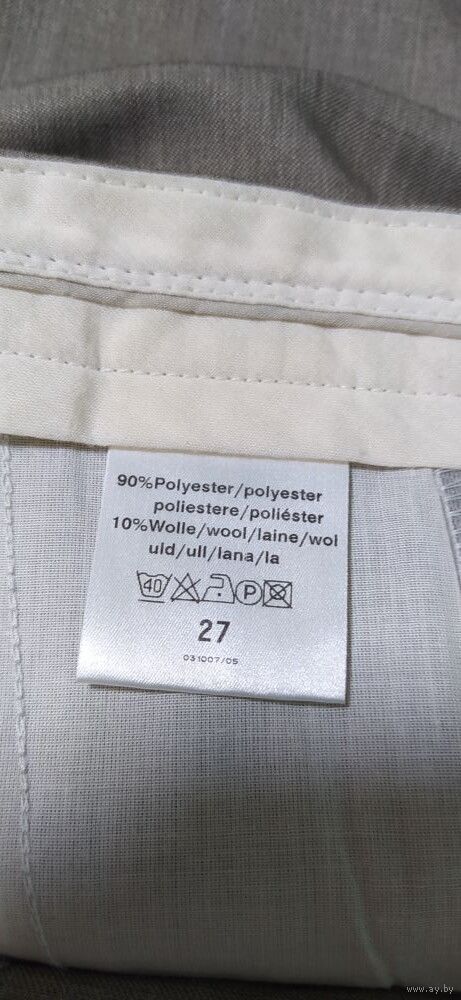 90%Polyester/polyester
poliestere/poliéster
10%Wolle/wool/laine/wol
uld/ull/lana/la
40 P
27
031007/05
www.ay.by